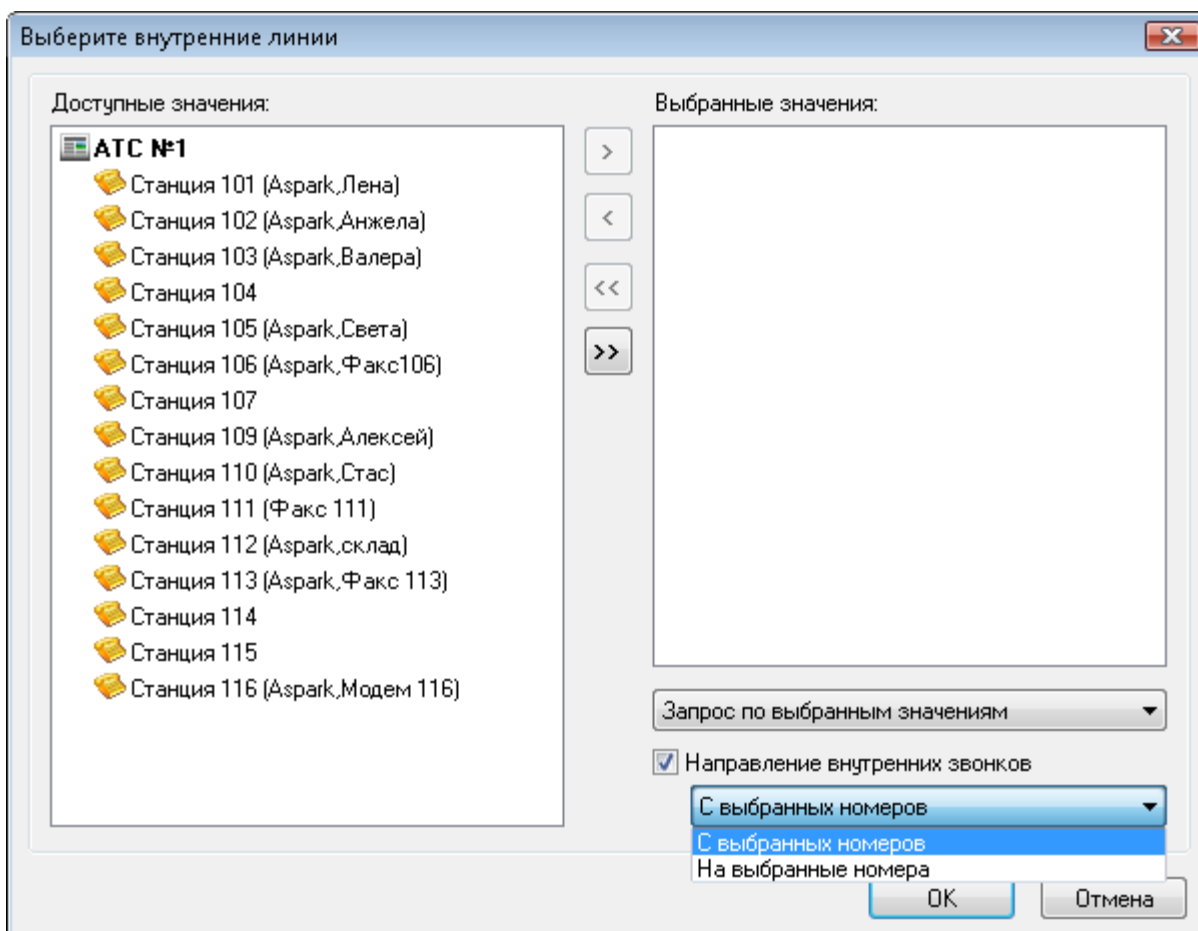 Выберите внутренние линии
Доступные значения:
АТС №1
Станция 101 (Aspark,Лена)
Станция 102 (Aspark,Анжела)
Станция 103 (Aspark,Валера)
Станция 104
Станция 105 (Aspark,Света)
Станция 106 (Aspark,Факс106)
Станция 107
Станция 109 (Aspark,Алексей)
Станция 110 (Aspark,Стас)
Станция 111 (Факс 111)
Станция 112 (Aspark,склад)
Станция 113 (Aspark,Факс 113)
Станция 114
Станция 115
Станция 116 (Aspark,Модем 116)
>
<
<<
>>
Выбранные значения:
Запрос по выбранным значениям
Направление внутренних звонков
С выбранных номеров
С выбранных номеров
На выбранные номера
OK
Отмена